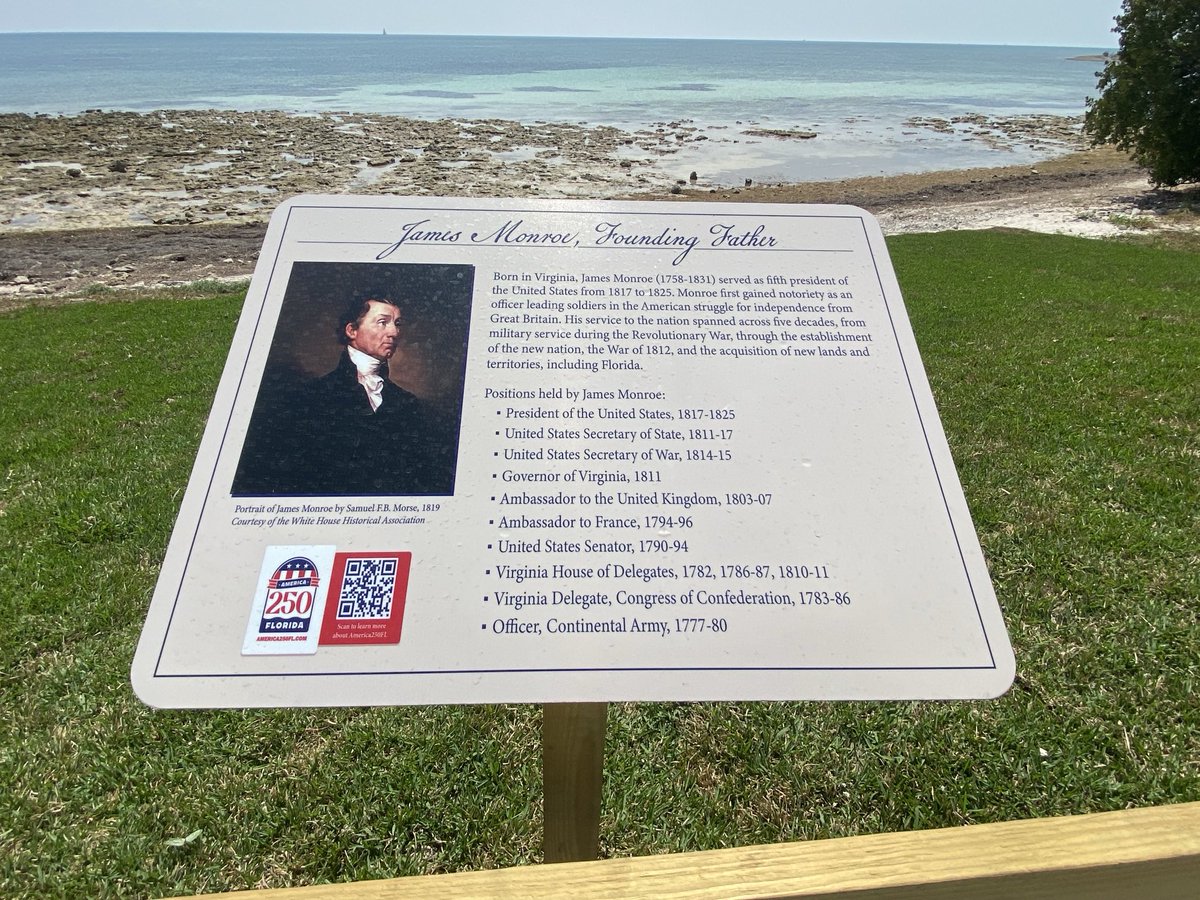 James Monroe, Founding Father
Born in Virginia, James Monroe (1758-1831) served as fifth president of
the United States from 1817 to 1825. Monroe first gained notoriety as an
officer leading soldiers in the American struggle for independence from
Great Britain. His service to the nation spanned across five decades, from
military service during the Revolutionary War, through the establishment
of the new nation, the War of 1812, and the acquisition of new lands and
territories, including Florida.
Positions held by James Monroe:
▪ President of the United States, 1817-1825
▪ United States Secretary of State, 1811-17
▪ United States Secretary of War, 1814-15
▪ Governor of Virginia, 1811
▪ Ambassador to the United Kingdom, 1803-07
▪ Ambassador to France, 1794-96
▪ United States Senator, 1790-94
▪ Virginia House of Delegates, 1782, 1786-87, 1810-11
▪ Virginia Delegate, Congress of Confederation, 1783-86
▪ Officer, Continental Army, 1777-80
Portrait of James Monroe by Samuel F.B. Morse, 1819
Courtesy of the White House Historical Association
AMERICA
250
FLORIDA
AMERICA250FL.COM
Scan to learn more
about America250FL